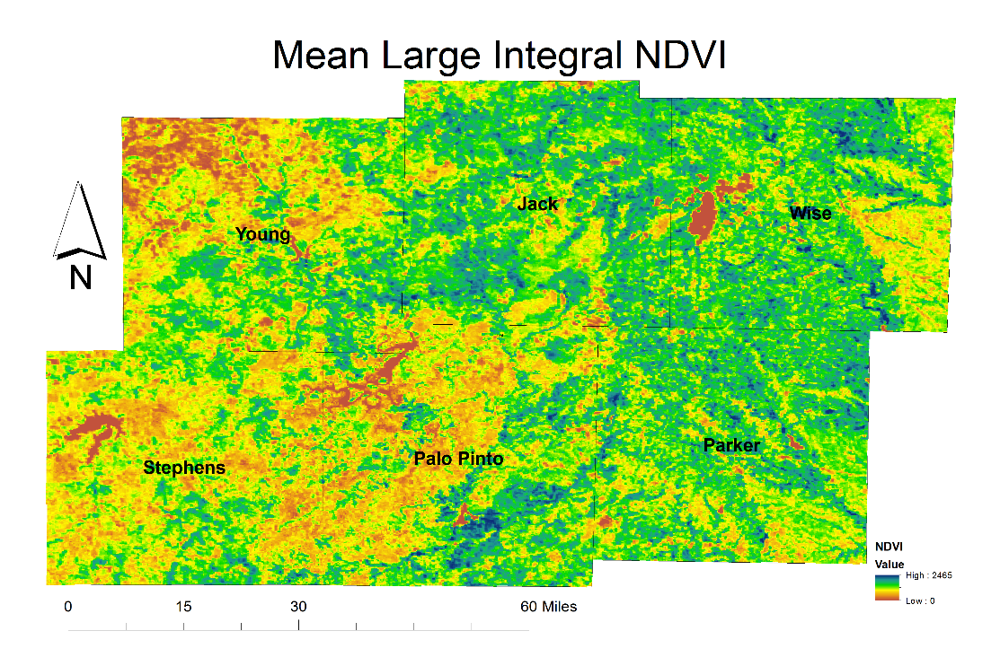 Mean Large Integral NDVI
Jack
Wise
Young
N
Parker
Palo Pinto
Stephens
NDVI
Value
High : 2465
Low : 0
0 15 30 60 Miles